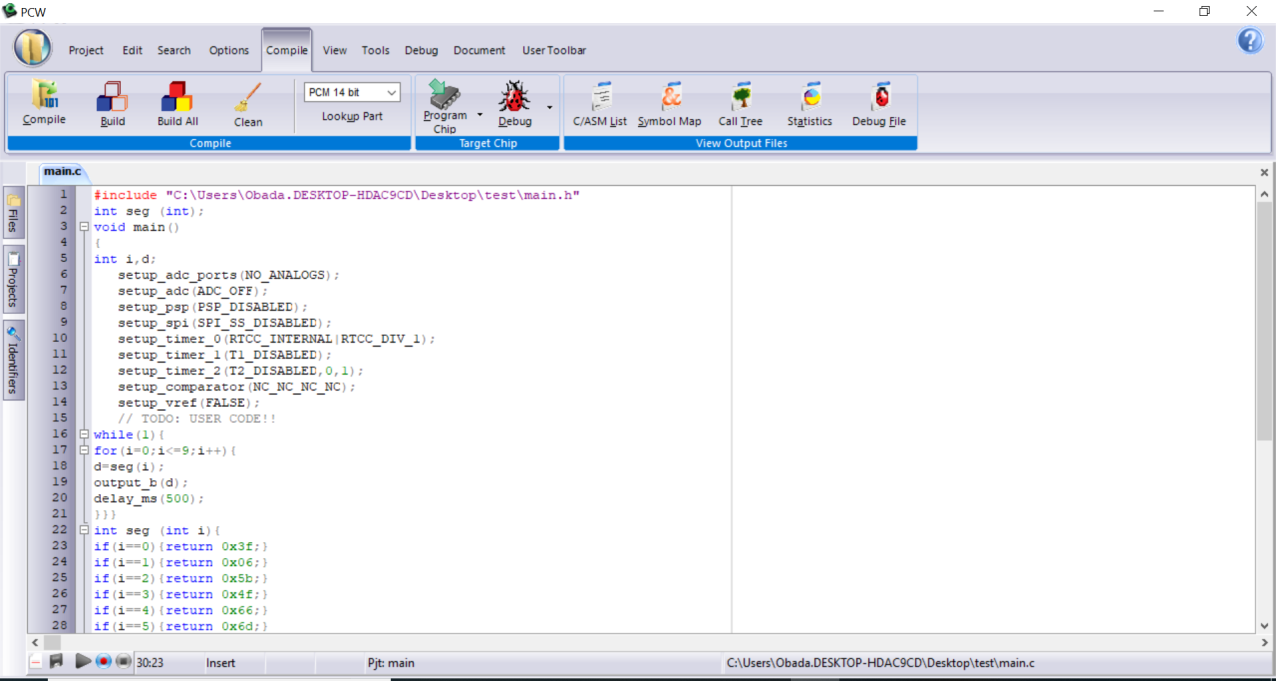 PCW
Project Edit Search Options Compile View Tools Debug Document User Toolbar
Compile Build Build All Clean PCM 14 bit Lookup Part Program Chip Debug C/ASM List Symbol Map Call Tree Statistics Debug File
Compile Target Chip View Output Files
main.c
Files
Projects
Identifiers
1 #include "C:\Users\Obada.DESKTOP-HDAC9CD\Desktop\test\main.h"
2 int seg (int);
3 void main()
4 {
5 int i,d;
6 setup_adc_ports(NO_ANALOGS);
7 setup_adc(ADC_OFF);
8 setup_psp(PSP_DISABLED);
9 setup_spi(SPI_SS_DISABLED);
10 setup_timer_0(RTCC_INTERNAL|RTCC_DIV_1);
11 setup_timer_1(T1_DISABLED);
12 setup_timer_2(T2_DISABLED,0,1);
13 setup_comparator(NC_NC_NC_NC);
14 setup_vref(FALSE);
15 // TODO: USER CODE!!
16 while(1){
17 for(i=0;i<=9;i++){
18 d=seg(i);
19 output_b(d);
20 delay_ms(500);
21 }}}
22 int seg (int i){
23 if(i==0){return 0x3f;}
24 if(i==1){return 0x06;}
25 if(i==2){return 0x5b;}
26 if(i==3){return 0x4f;}
27 if(i==4){return 0x66;}
28 if(i==5){return 0x6d;}
30:23 Insert Pjt: main C:\Users\Obada.DESKTOP-HDAC9CD\Desktop\test\main.c